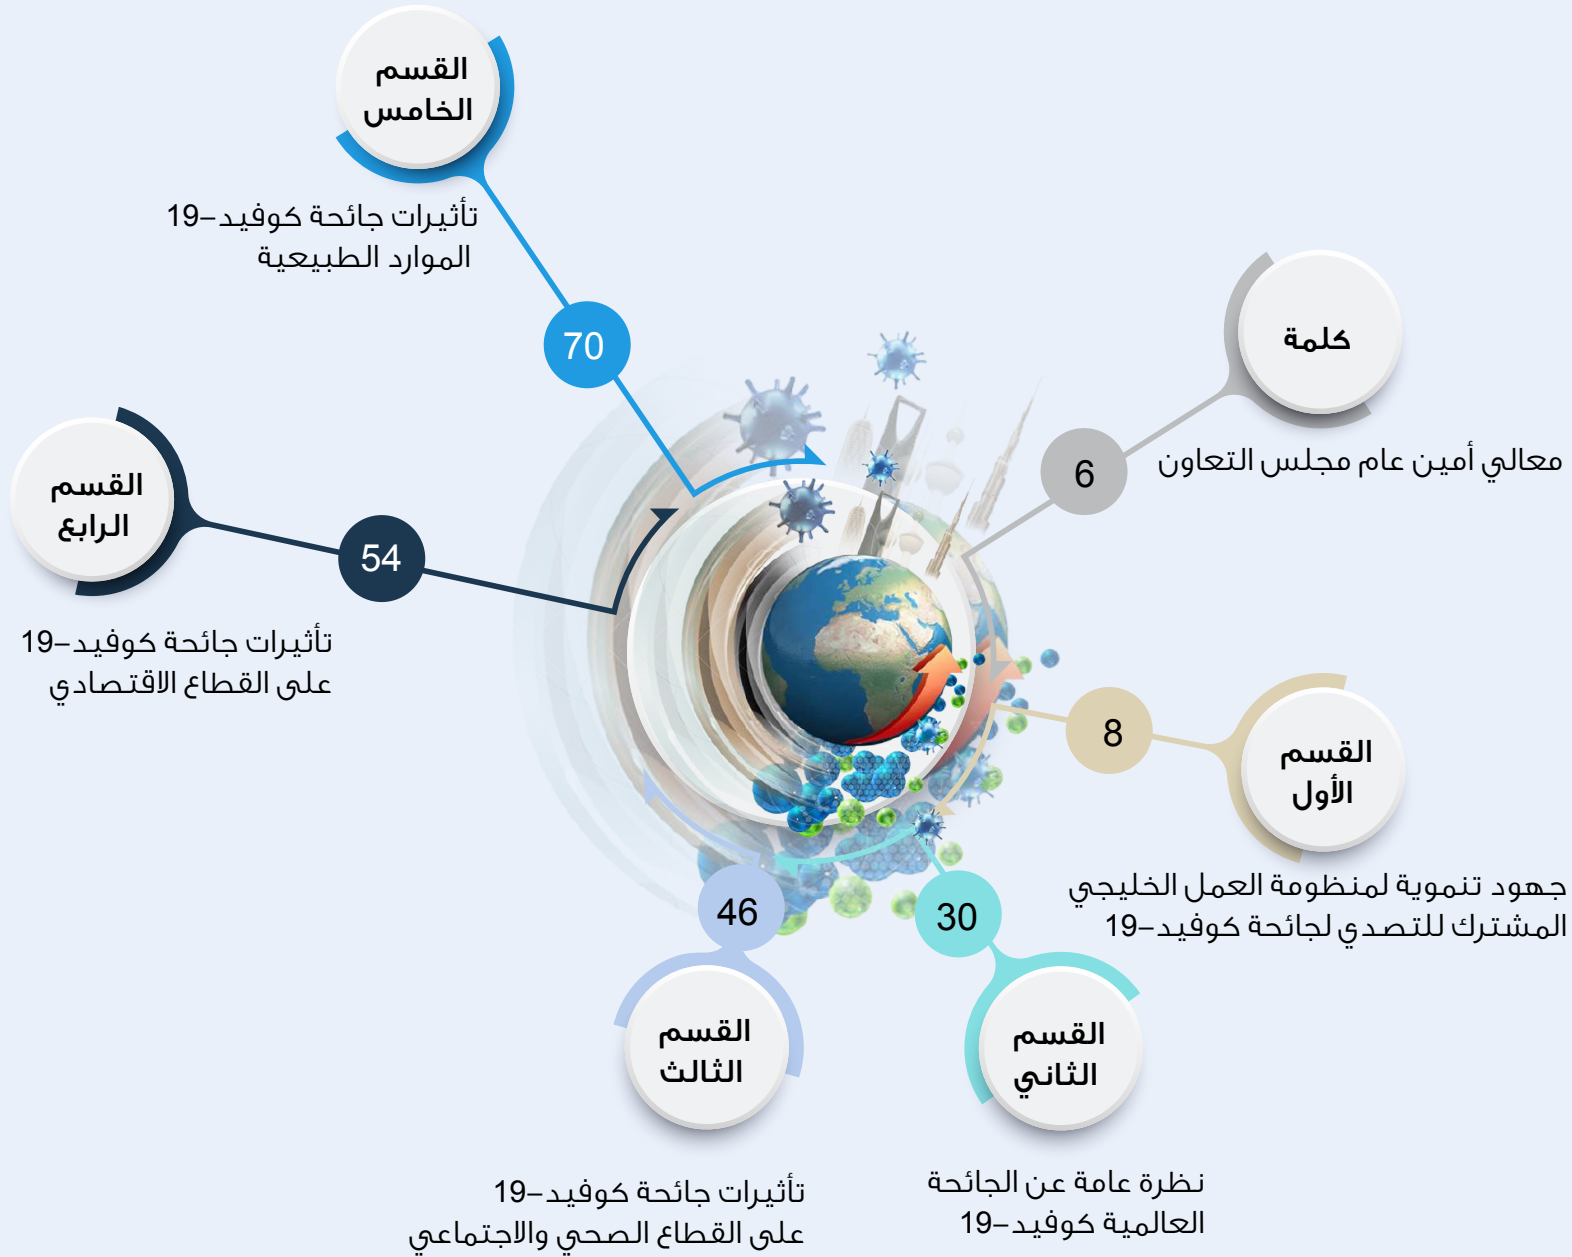 كلمة
معالي أمين عام مجلس التعاون
6
القسم
الأول
جهود تنموية لمنظومة العمل الخليجي
المشترك للتصدي لجائحة كوفيد-19
8
القسم
الثاني
نظرة عامة عن الجائحة
العالمية كوفيد-19
30
القسم
الثالث
تأثيرات جائحة كوفيد-19
على القطاع الصحي والاجتماعي
46
القسم
الرابع
تأثيرات جائحة كوفيد-19
على القطاع الاقتصادي
54
القسم
الخامس
تأثيرات جائحة كوفيد-19
الموارد الطبيعية
70